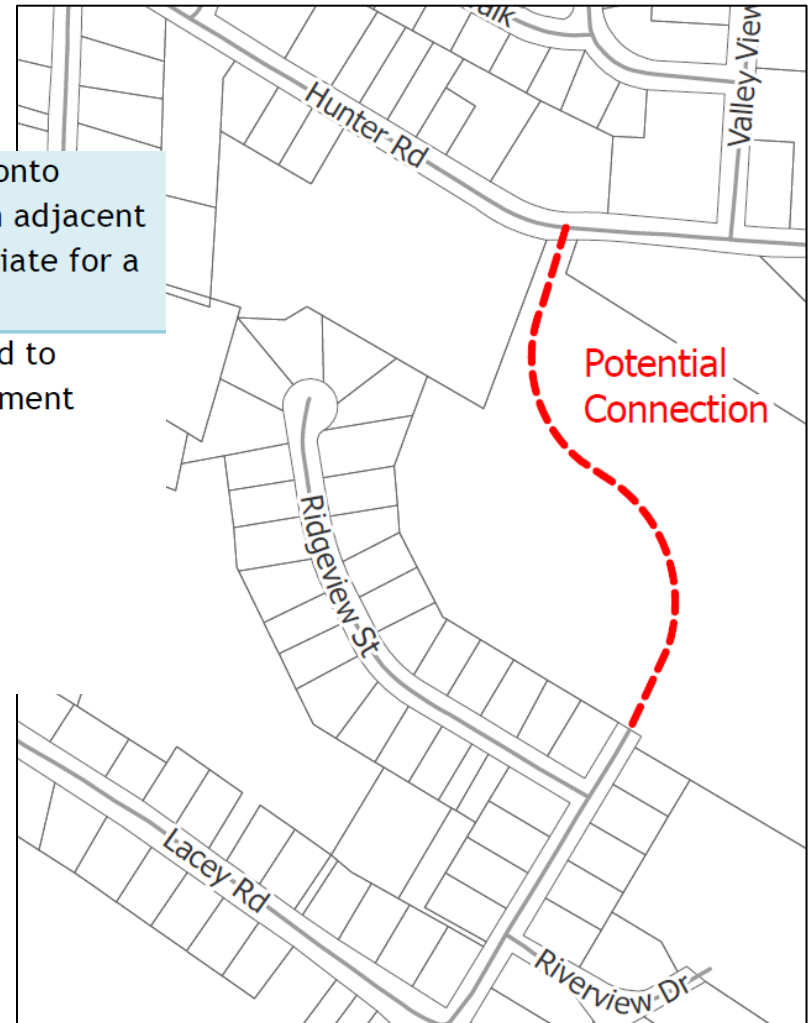 Hunter Rd
Valley View
onto
adjacent
iate for a
d to
ment
Potential
Connection
Ridgeview St
Lacey Rd
Riverview Dr